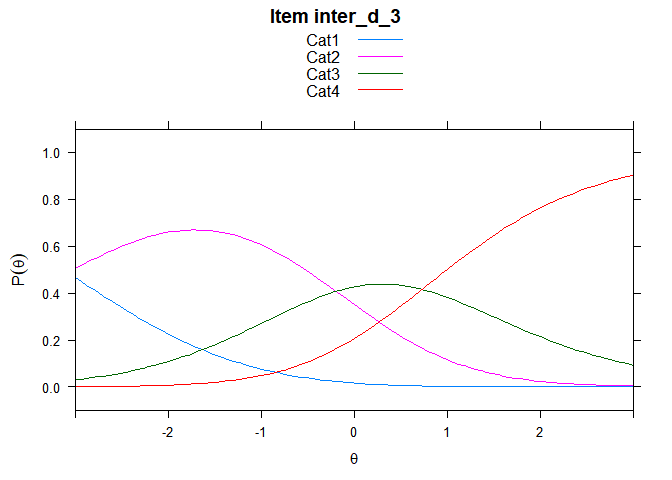 Item inter_d_3
Cat1
Cat2
Cat3
Cat4
1.0
0.8
0.6
0.4
0.2
0.0
P(θ)
-2 -1 0 1 2
θ